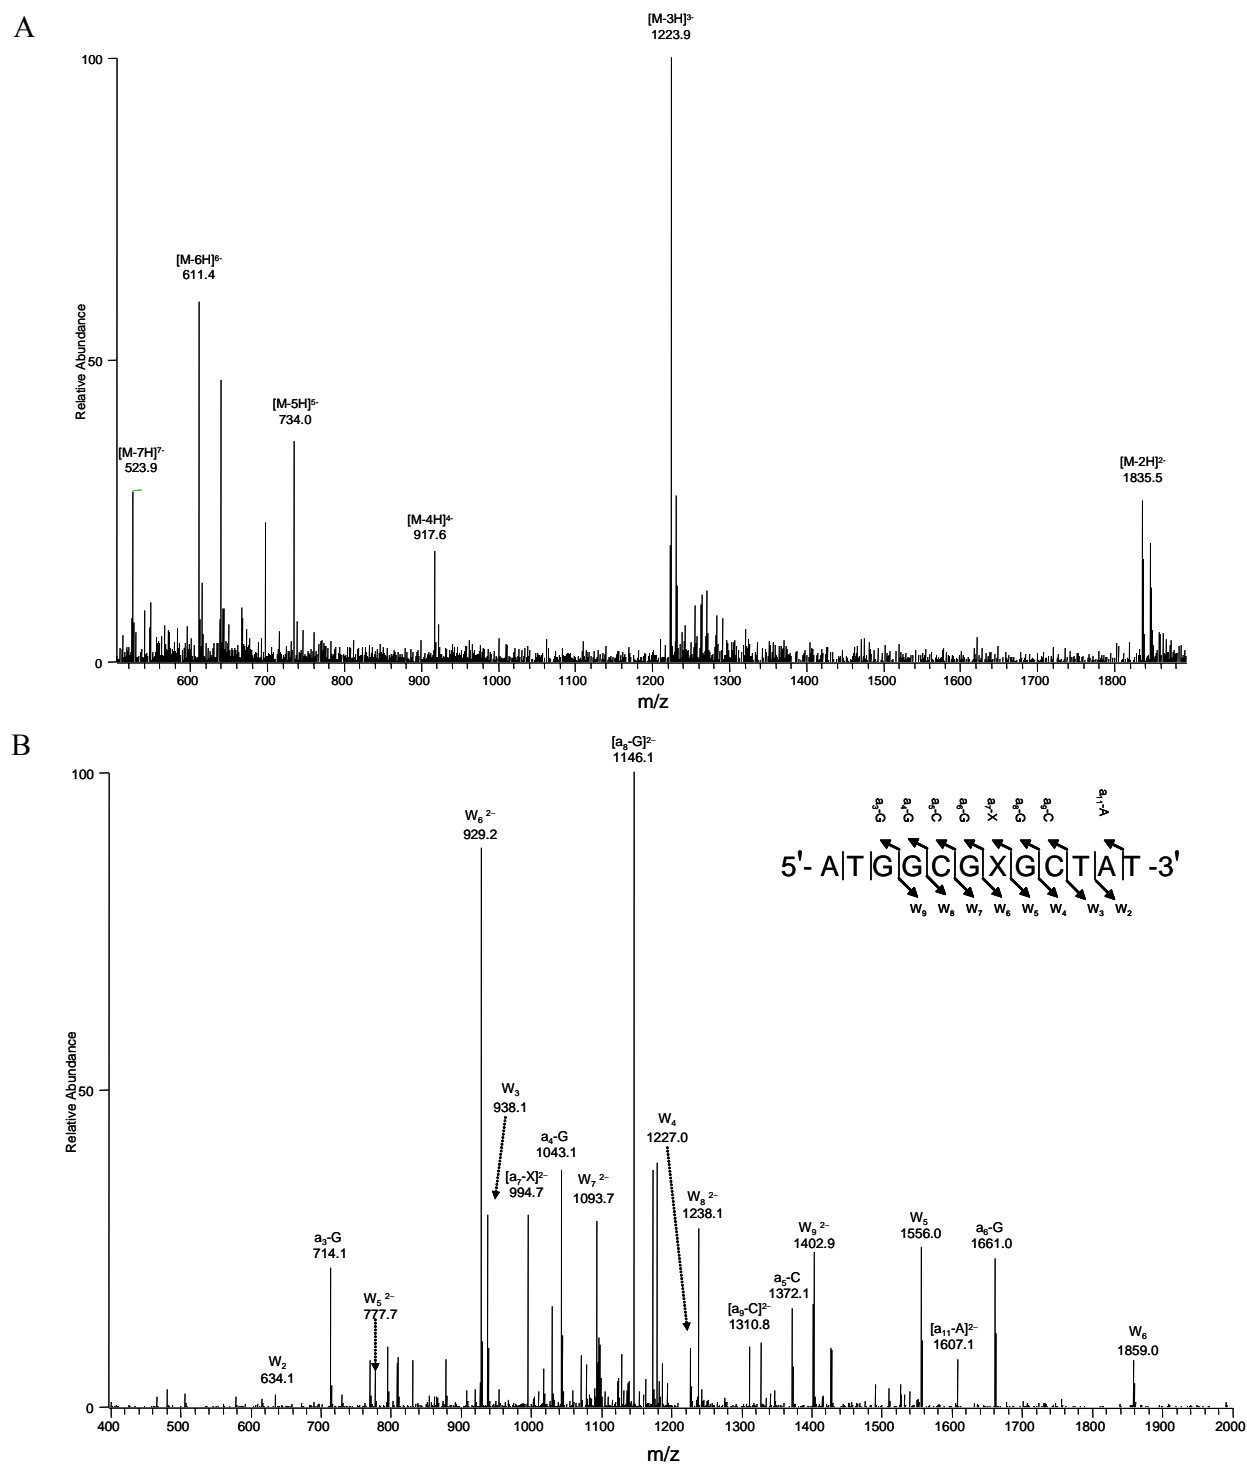 A
[M-3H]3-
1223.9
100
[M-6H]6-
611.4
50
[M-5H]5-
734.0
[M-7H]7-
523.9
[M-4H]4-
917.6
[M-2H]2-
1835.5
Relative Abundance
0
600 700 800 900 1000 1100 1200 1300 1400 1500 1600 1700 1800
m/z
B
[a8-G]2–
1146.1
100
W6 2–
929.2
a3-G a4-G a5-C a6-G a7-X a8-G a9-C a11-A
5'- A|T|G|G|C|G|X|G|C|T|A|T -3'
W9 W8 W7 W6 W5 W4 W3 W2
Relative Abundance
50
W3
938.1
W4
1227.0
a4-G
1043.1
[a7-X]2–
994.7
W7 2–
1093.7
W8 2–
1238.1
W9 2–
1402.9
W5
1556.0
a6-G
1661.0
a3-G
714.1
W5 2–
777.7
a5-C
1372.1
[a9-C]2–
1310.8
[a11-A]2–
1607.1
W6
1859.0
W2
634.1
0
400 500 600 700 800 900 1000 1100 1200 1300 1400 1500 1600 1700 1800 1900 2000
m/z